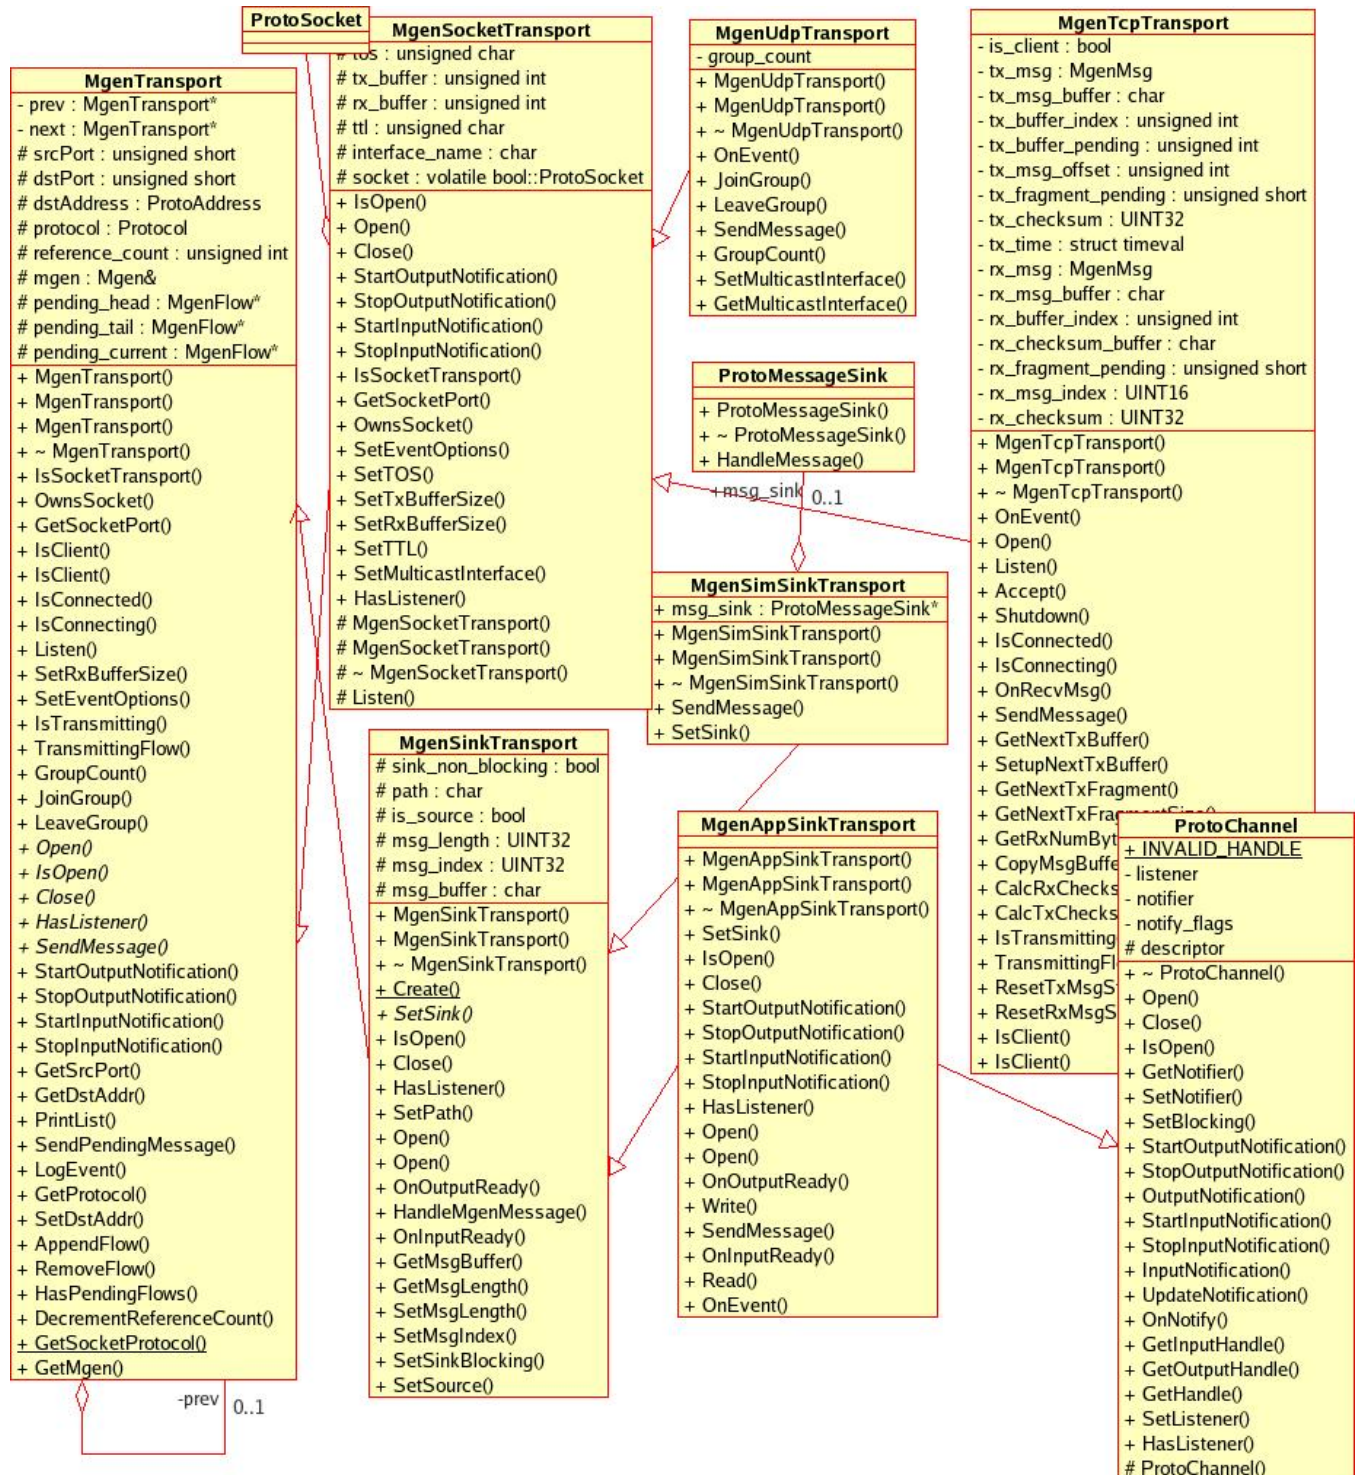 ProtoSocket
MgenTransport
- prev : MgenTransport*
- next : MgenTransport*
# srcPort : unsigned short
# dstPort : unsigned short
# dstAddress : ProtoAddress
# protocol : Protocol
# reference_count : unsigned int
# mgen : Mgen&
# pending_head : MgenFlow*
# pending_tail : MgenFlow*
# pending_current : MgenFlow*
+ MgenTransport()
+ MgenTransport()
+ MgenTransport()
+ ~ MgenTransport()
+ IsSocketTransport()
+ OwnsSocket()
+ GetSocketPort()
+ IsClient()
+ IsClient()
+ IsConnected()
+ IsConnecting()
+ Listen()
+ SetRxBufferSize()
+ SetEventOptions()
+ IsTransmitting()
+ TransmittingFlow()
+ GroupCount()
+ JoinGroup()
+ LeaveGroup()
+ Open()
+ IsOpen()
+ Close()
+ HasListener()
+ SendMessage()
+ StartOutputNotification()
+ StopOutputNotification()
+ StartInputNotification()
+ StopInputNotification()
+ GetSrcPort()
+ GetDstAddr()
+ PrintList()
+ SendPendingMessage()
+ LogEvent()
+ GetProtocol()
+ SetDstAddr()
+ AppendFlow()
+ RemoveFlow()
+ HasPendingFlows()
+ DecrementReferenceCount()
+ GetSocketProtocol()
+ GetMgen()
-prev
0..1
MgenSocketTransport
# tos : unsigned char
# tx_buffer : unsigned int
# rx_buffer : unsigned int
# ttl : unsigned char
# interface_name : char
# socket : volatile bool::ProtoSocket
+ IsOpen()
+ Open()
+ Close()
+ StartOutputNotification()
+ StopOutputNotification()
+ StartInputNotification()
+ StopInputNotification()
+ IsSocketTransport()
+ GetSocketPort()
+ OwnsSocket()
+ SetEventOptions()
+ SetTOS()
+ SetTxBufferSize()
+ SetRxBufferSize()
+ SetTTL()
+ SetMulticastInterface()
+ HasListener()
# MgenSocketTransport()
# MgenSocketTransport()
# ~ MgenSocketTransport()
# Listen()
MgenSinkTransport
# sink_non_blocking : bool
# path : char
# is_source : bool
# msg_length : UINT32
# msg_index : UINT32
# msg_buffer : char
+ MgenSinkTransport()
+ MgenSinkTransport()
+ ~ MgenSinkTransport()
+ Create()
+ SetSink()
+ IsOpen()
+ Close()
+ HasListener()
+ SetPath()
+ Open()
+ Open()
+ OnOutputReady()
+ HandleMgenMessage()
+ OnInputReady()
+ GetMsgBuffer()
+ GetMsgLength()
+ SetMsgLength()
+ SetMsgIndex()
+ SetSinkBlocking()
+ SetSource()
MgenUdpTransport
- group_count
+ MgenUdpTransport()
+ MgenUdpTransport()
+ ~ MgenUdpTransport()
+ OnEvent()
+ JoinGroup()
+ LeaveGroup()
+ SendMessage()
+ GroupCount()
+ SetMulticastInterface()
+ GetMulticastInterface()
ProtoMessageSink
+ ProtoMessageSink()
+ ~ ProtoMessageSink()
+ HandleMessage()
+msg_sink
0..1
MgenSimSinkTransport
+ msg_sink : ProtoMessageSink*
+ MgenSimSinkTransport()
+ MgenSimSinkTransport()
+ ~ MgenSimSinkTransport()
+ SendMessage()
+ SetSink()
MgenAppSinkTransport
+ MgenAppSinkTransport()
+ MgenAppSinkTransport()
+ ~ MgenAppSinkTransport()
+ SetSink()
+ IsOpen()
+ Close()
+ StartOutputNotification()
+ StopOutputNotification()
+ StartInputNotification()
+ StopInputNotification()
+ HasListener()
+ Open()
+ Open()
+ OnOutputReady()
+ Write()
+ SendMessage()
+ OnInputReady()
+ Read()
+ OnEvent()
MgenTcpTransport
- is_client : bool
- tx_msg : MgenMsg
- tx_msg_buffer : char
- tx_buffer_index : unsigned int
- tx_buffer_pending : unsigned int
- tx_msg_offset : unsigned int
- tx_fragment_pending : unsigned short
- tx_checksum : UINT32
- tx_time : struct timeval
- rx_msg : MgenMsg
- rx_msg_buffer : char
- rx_buffer_index : unsigned int
- rx_checksum_buffer : char
- rx_fragment_pending : unsigned short
- rx_msg_index : UINT16
- rx_checksum : UINT32
+ MgenTcpTransport()
+ MgenTcpTransport()
+ ~ MgenTcpTransport()
+ OnEvent()
+ Open()
+ Listen()
+ Accept()
+ Shutdown()
+ IsConnected()
+ IsConnecting()
+ OnRecvMsg()
+ SendMessage()
+ GetNextTxBuffer()
+ SetupNextTxBuffer()
+ GetNextTxFragment()
+ GetNextTxFragmentSize()
+ GetRxNumByt
+ CopyMsgBuffe
+ CalcRxChecks
+ CalcTxChecks
+ IsTransmitting
+ TransmittingFl
+ ResetTxMsgS
+ ResetRxMsgS
+ IsClient()
+ IsClient()
ProtoChannel
+ INVALID_HANDLE
- listener
- notifier
- notify_flags
# descriptor
+ ~ ProtoChannel()
+ Open()
+ Close()
+ IsOpen()
+ GetNotifier()
+ SetNotifier()
+ SetBlocking()
+ StartOutputNotification()
+ StopOutputNotification()
+ OutputNotification()
+ StartInputNotification()
+ StopInputNotification()
+ InputNotification()
+ UpdateNotification()
+ OnNotify()
+ GetInputHandle()
+ GetOutputHandle()
+ GetHandle()
+ SetListener()
+ HasListener()
# ProtoChannel()